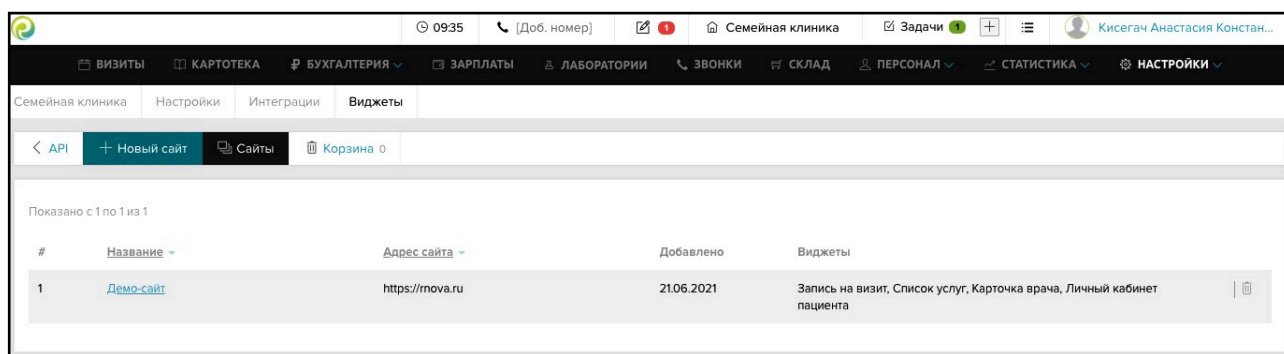 09:35 [Доб. номер] 1 Семейная клиника Задачи 1 Кисегач Анастасия Констан...
ВИЗИТЫ КАРТОТЕКА БУХГАЛТЕРИЯ ЗАРПЛАТЫ ЛАБОРАТОРИИ ЗВОНКИ СКЛАД ПЕРСОНАЛ СТАТИСТИКА НАСТРОЙКИ
Семейная клиника Настройки Интеграции Виджеты
API Новый сайт Сайты Корзина 0
Показано с 1 по 1 из 1
# Название Адрес сайта Добавлено Виджеты
1 Демо-сайт https://rnova.ru 21.06.2021 Запись на визит, Список услуг, Карточка врача, Личный кабинет
пациента